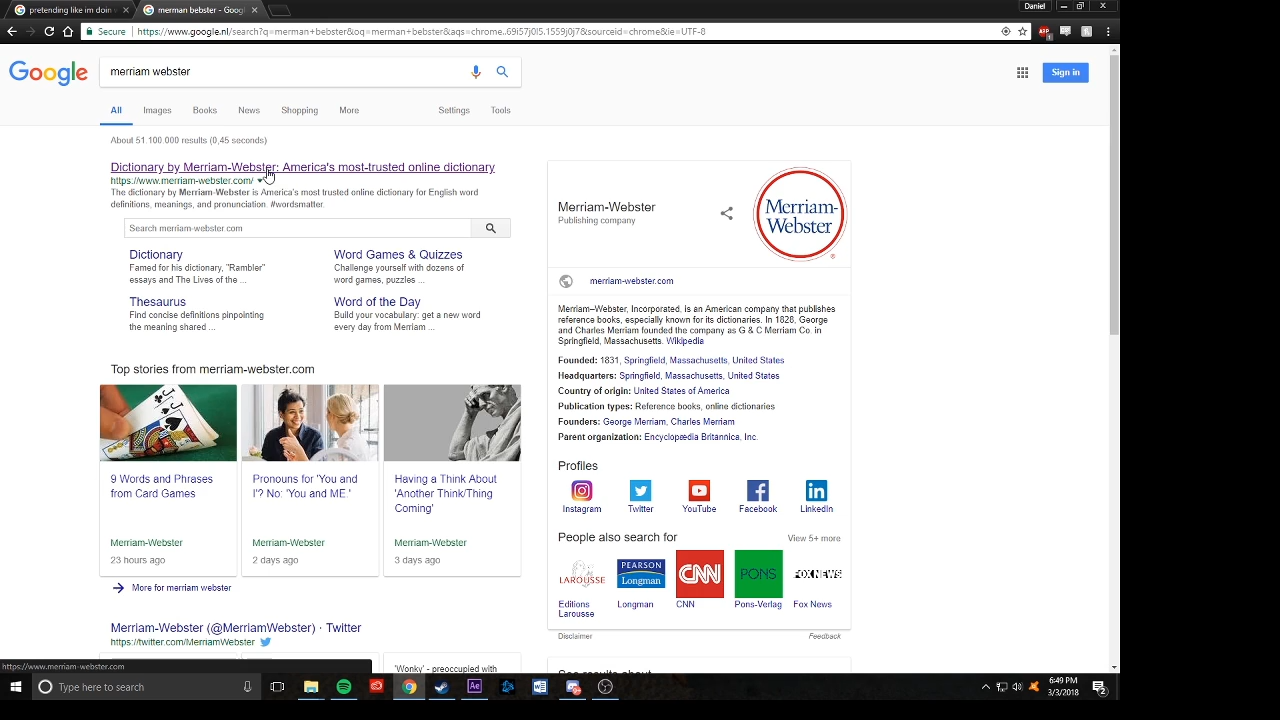 pretending like im doin
merman bebster - Goog
Daniel
Secure
https://www.google.nl/search?q=merman+bebster&oq=merman+bebster&aqs=chrome..69i57j0l5.1559j0j7&sourceid=chrome&ie=UTF-8
Google
merriam webster
Sign in
All Images Books News Shopping More Settings Tools
About 51.100.000 results (0,45 seconds)
Dictionary by Merriam-Webster: America's most-trusted online dictionary
https://www.merriam-webster.com/
The dictionary by Merriam-Webster is America's most trusted online dictionary for English word
definitions, meanings, and pronunciation. #wordsmatter.
Search merriam-webster.com
Dictionary
Famed for his dictionary, "Rambler"
essays and The Lives of the ...
Word Games & Quizzes
Challenge yourself with dozens of
word games, puzzles ...
Thesaurus
Find concise definitions pinpointing
the meaning shared ...
Word of the Day
Build your vocabulary: get a new word
every day from Merriam ...
Top stories from merriam-webster.com
9 Words and Phrases
from Card Games
Merriam-Webster
23 hours ago
Pronouns for 'You and
I'? No: 'You and ME.'
Merriam-Webster
2 days ago
Having a Think About
'Another Think/Thing
Coming'
Merriam-Webster
3 days ago
More for merriam webster
Merriam-Webster (@MerriamWebster) · Twitter
https://twitter.com/MerriamWebster
'Wonky' - preoccupied with
https://www.merriam-webster.com
Merriam-Webster
Publishing company
Merriam-
Webster
®
merriam-webster.com
Merriam–Webster, Incorporated, is an American company that publishes
reference books, especially known for its dictionaries. In 1828, George
and Charles Merriam founded the company as G & C Merriam Co. in
Springfield, Massachusetts. Wikipedia
Founded: 1831, Springfield, Massachusetts, United States
Headquarters: Springfield, Massachusetts, United States
Country of origin: United States of America
Publication types: Reference books, online dictionaries
Founders: George Merriam, Charles Merriam
Parent organization: Encyclopædia Britannica, Inc.
Profiles
Instagram Twitter YouTube Facebook LinkedIn
People also search for
View 5+ more
LAROUSSE
PEARSON
Longman
CNN
PONS
FOX NEWS
Editions
Larousse
Longman
CNN
Pons-Verlag
Fox News
Disclaimer
Feedback
See results about
Type here to search
Ae
6:49 PM
3/3/2018
2